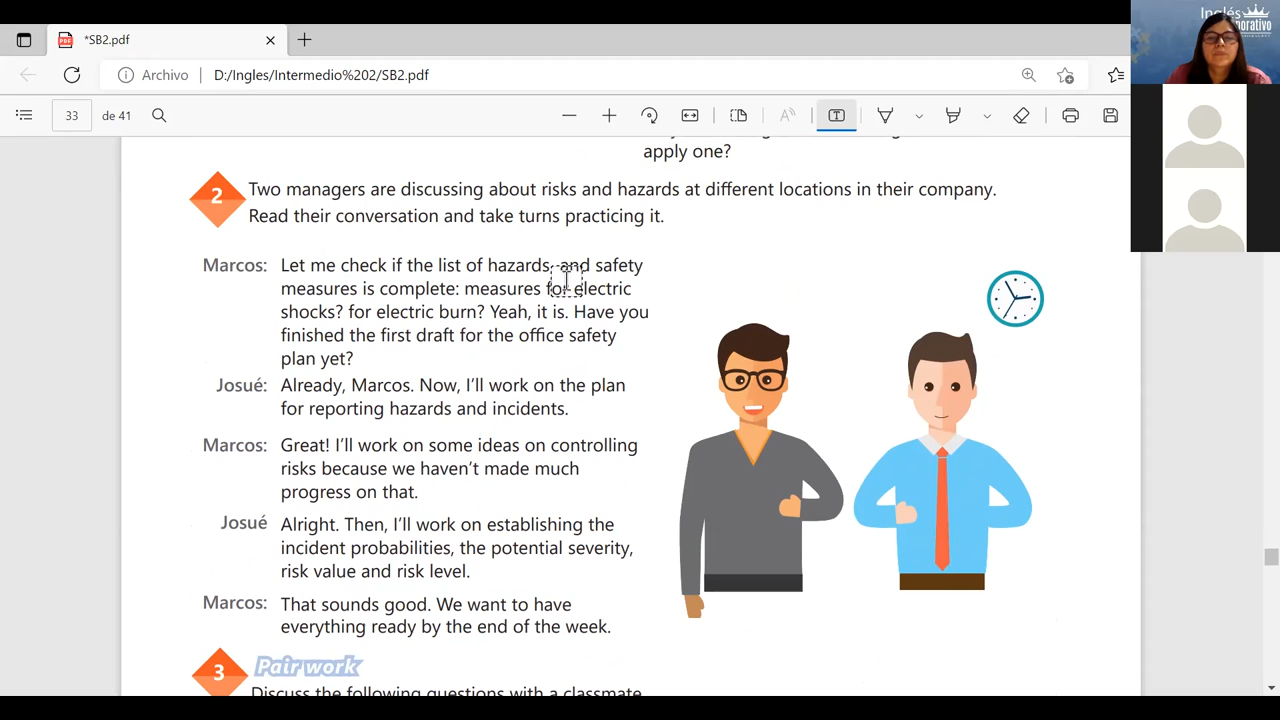 *SB2.pdf
Archivo
D:/Ingles/Intermedio%202/SB2.pdf
33
de 41
Inglés
apply one?
2
Two managers are discussing about risks and hazards at different locations in their company.
Read their conversation and take turns practicing it.
Marcos: Let me check if the list of hazards, and safety
measures is complete: measures for electric
shocks? for electric burn? Yeah, it is. Have you
finished the first draft for the office safety
plan yet?
Josué: Already, Marcos. Now, I'll work on the plan
for reporting hazards and incidents.
Marcos: Great! I'll work on some ideas on controlling
risks because we haven't made much
progress on that.
Josué Alright. Then, I'll work on establishing the
incident probabilities, the potential severity,
risk value and risk level.
Marcos: That sounds good. We want to have
everything ready by the end of the week.
3
Pair work
Discuss the following questions with a classmate